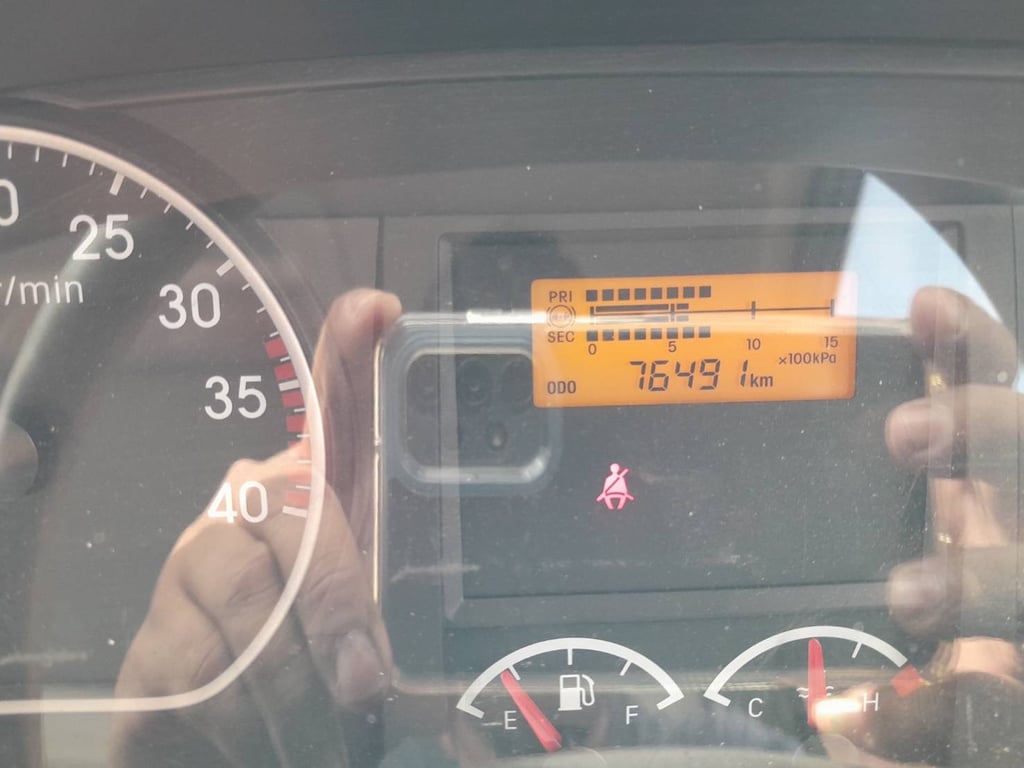 25
r/min
30
35
40
PRI
SEC
0 5 10 15
×100kPa
ODO 76491 km
E F
C H